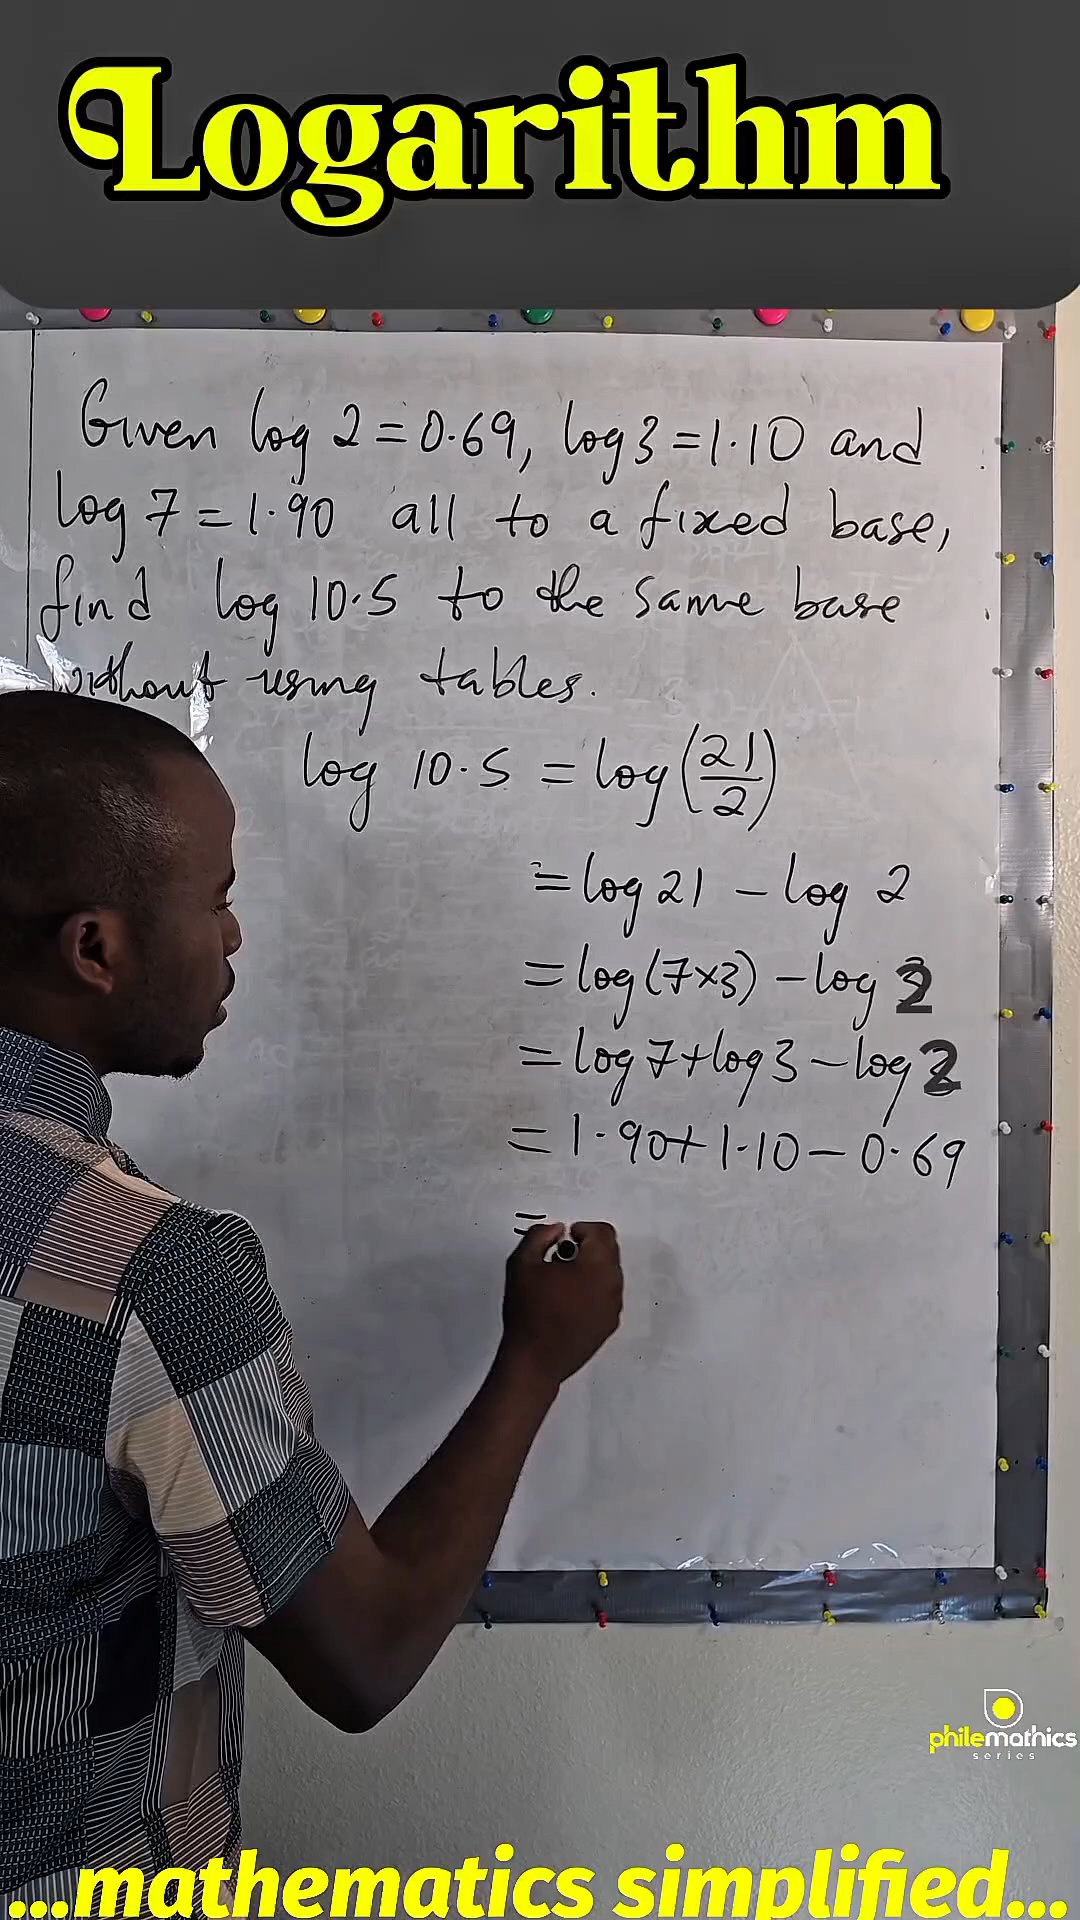 Logarithm
Given log 2 = 0.69, log 3 = 1.10 and
log 7 = 1.90 all to a fixed base,
find log 10.5 to the same base
without using tables.
log 10.5 = log(21/2)
= log 21 - log 2
= log(7×3) - log 2
= log 7 + log 3 - log 2
= 1.90 + 1.10 - 0.69
=
philemathics
series
...mathematics simplified...